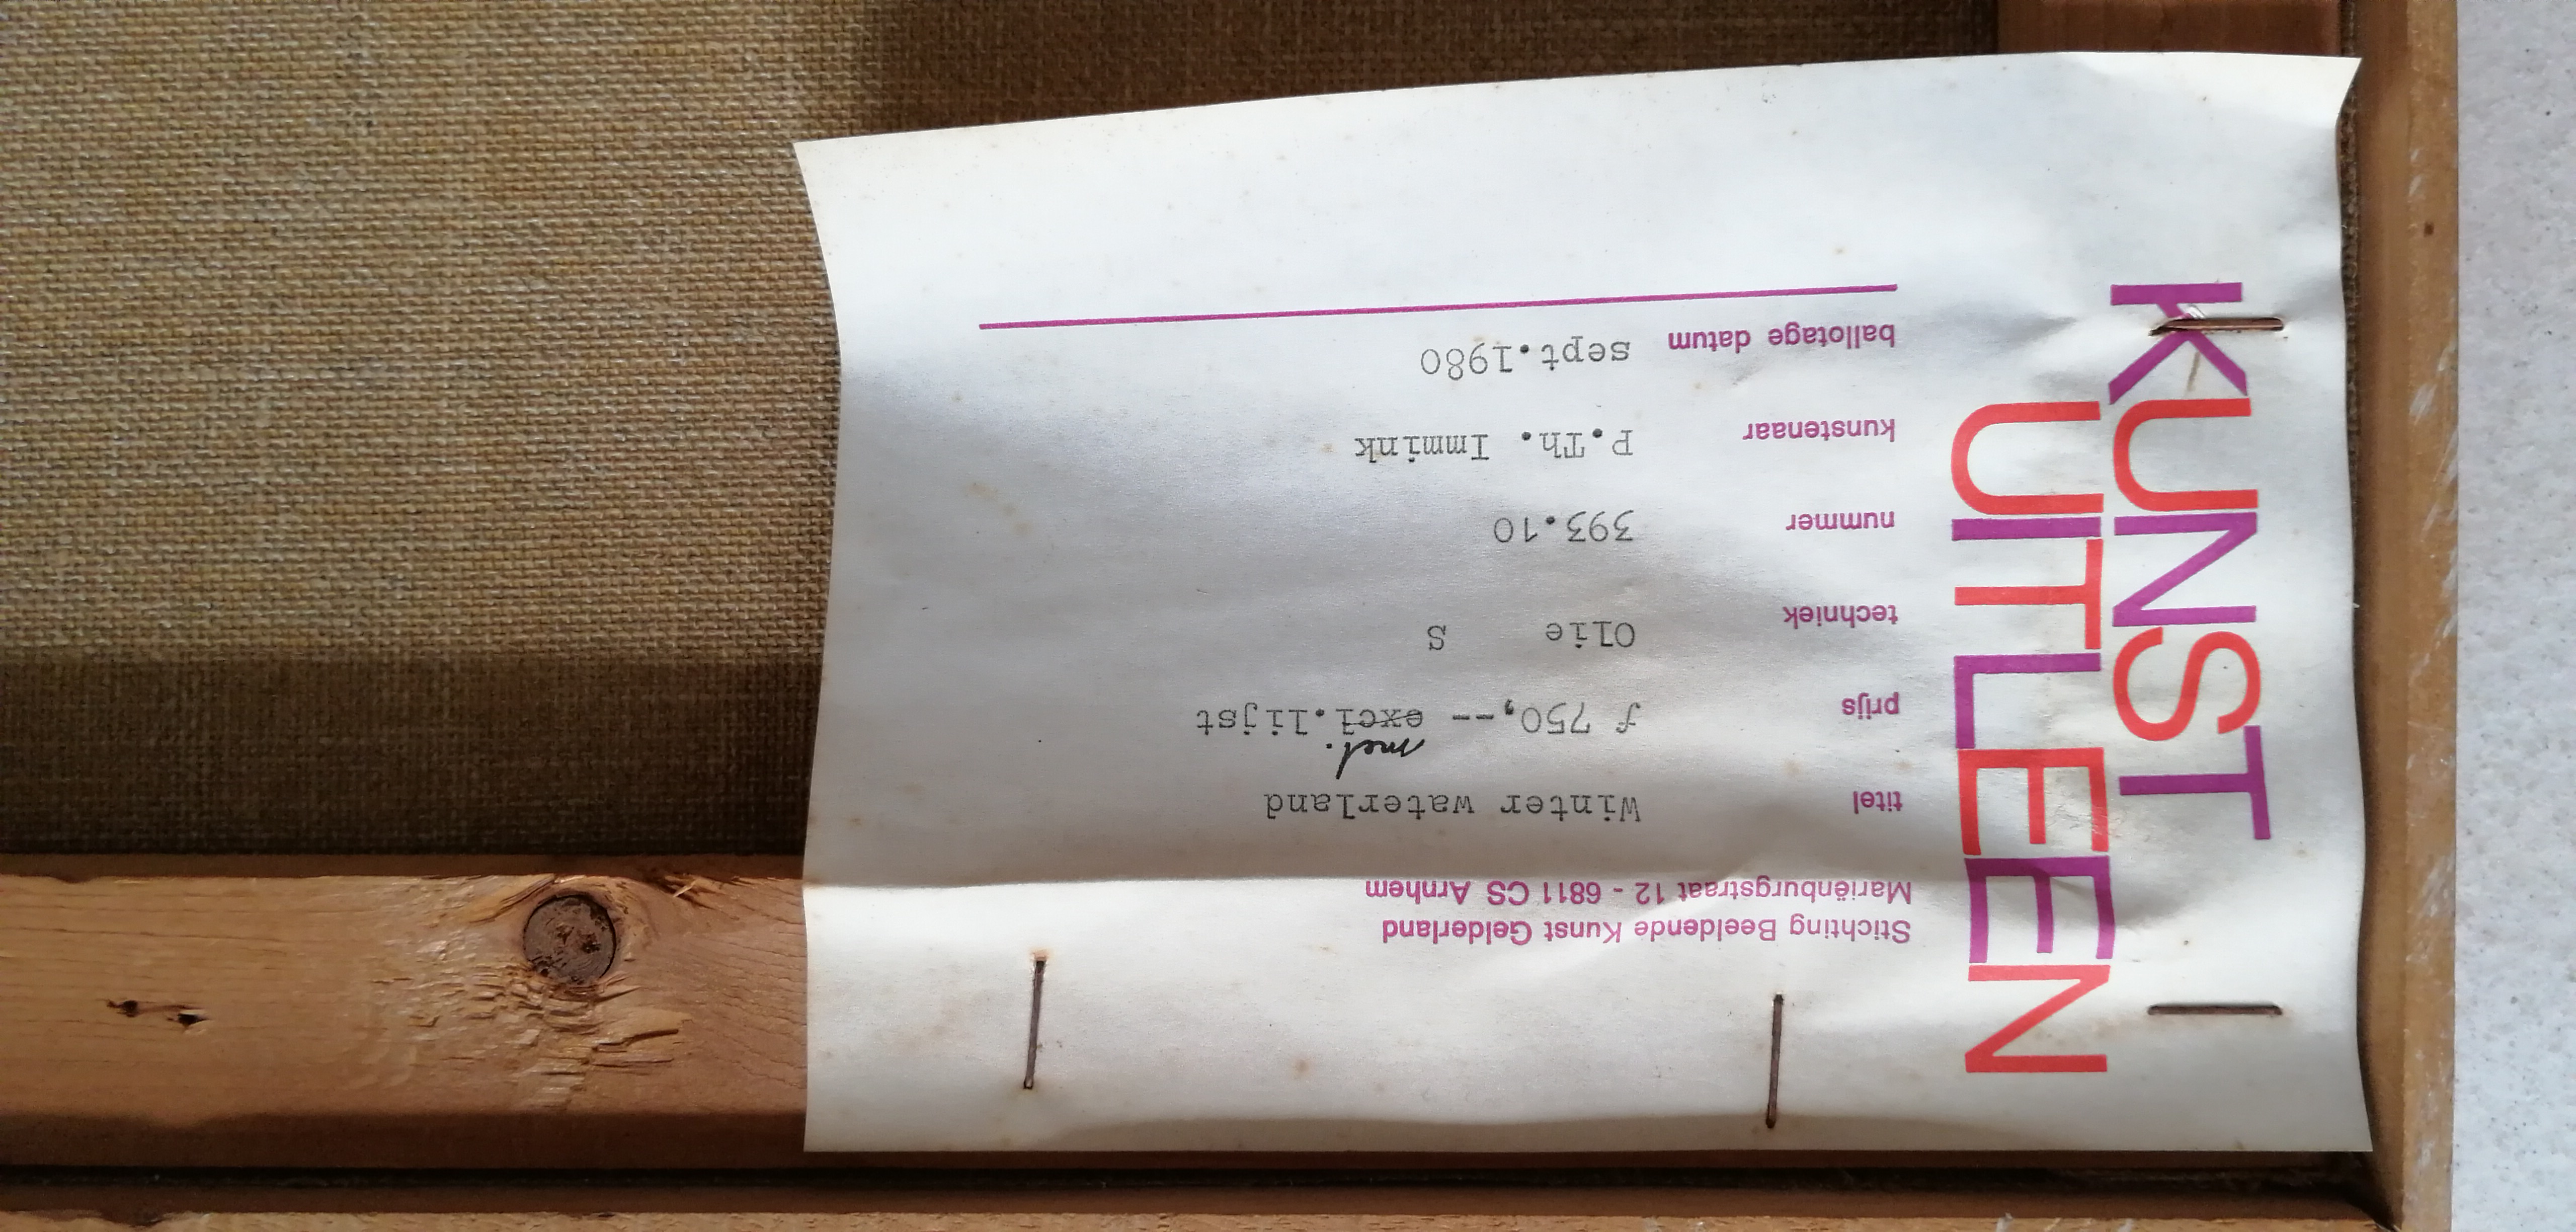 KUNST
UITLEEN
Stichting Beeldende Kunst Gelderland
Mariënburgstraat 12 - 6811 CS Arnhem
titel Winter waterland
incl.
prijs f 750,-- excl.lijst
techniek Olie S
nummer 393.10
kunstenaar P.Th. Immink
ballotage datum sept.1980